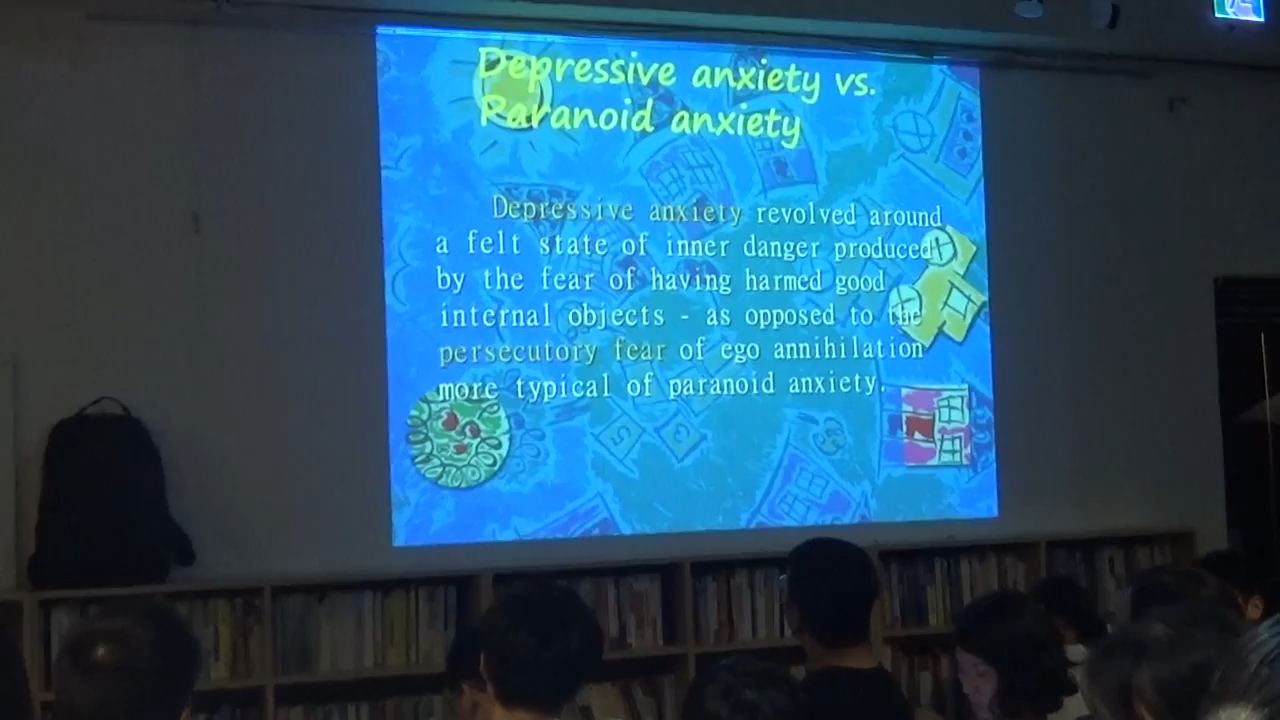 Depressive anxiety vs.
Paranoid anxiety
Depressive anxiety revolved around
a felt state of inner danger produced
by the fear of having harmed good
internal objects - as opposed to the
persecutory fear of ego annihilation
more typical of paranoid anxiety.